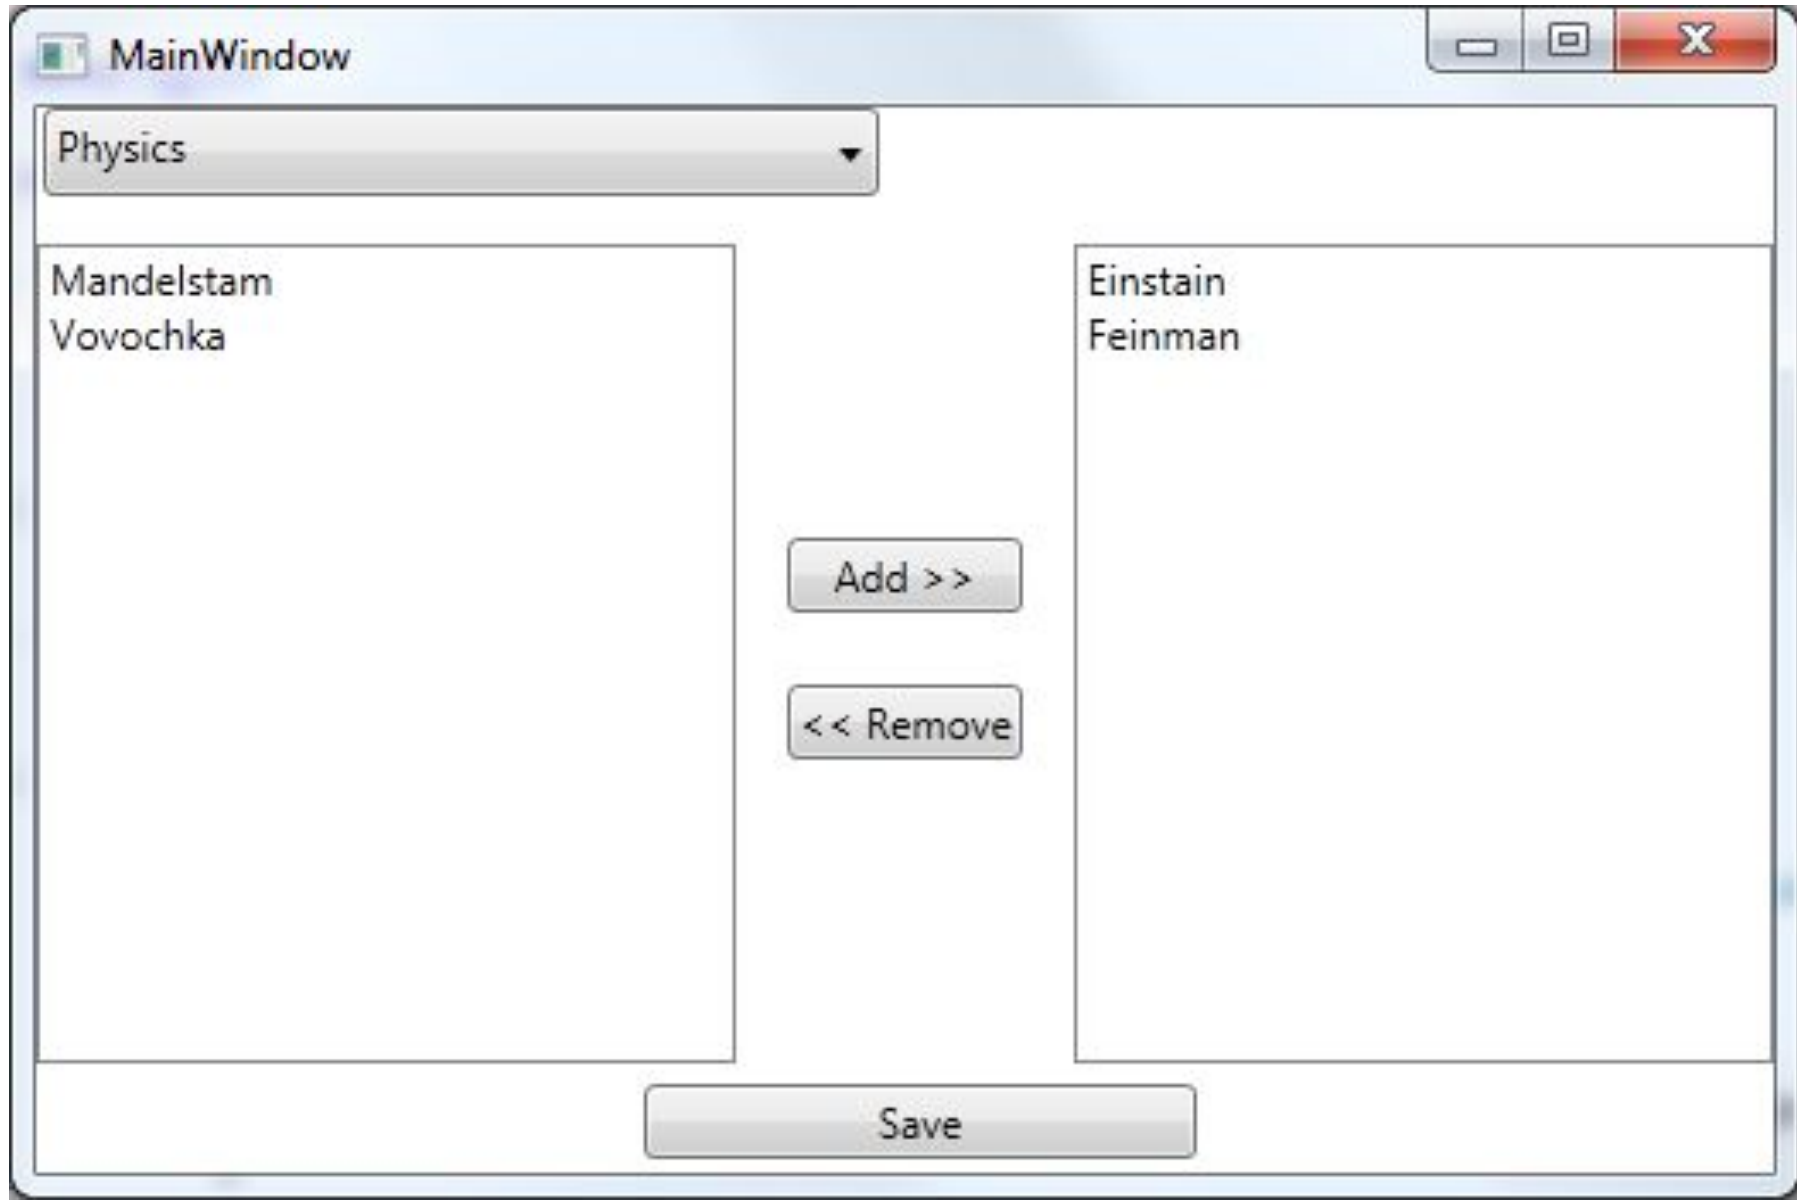 MainWindow
Physics
Mandelstam
Vovochka
Einstain
Feinman
Add >>
<< Remove
Save